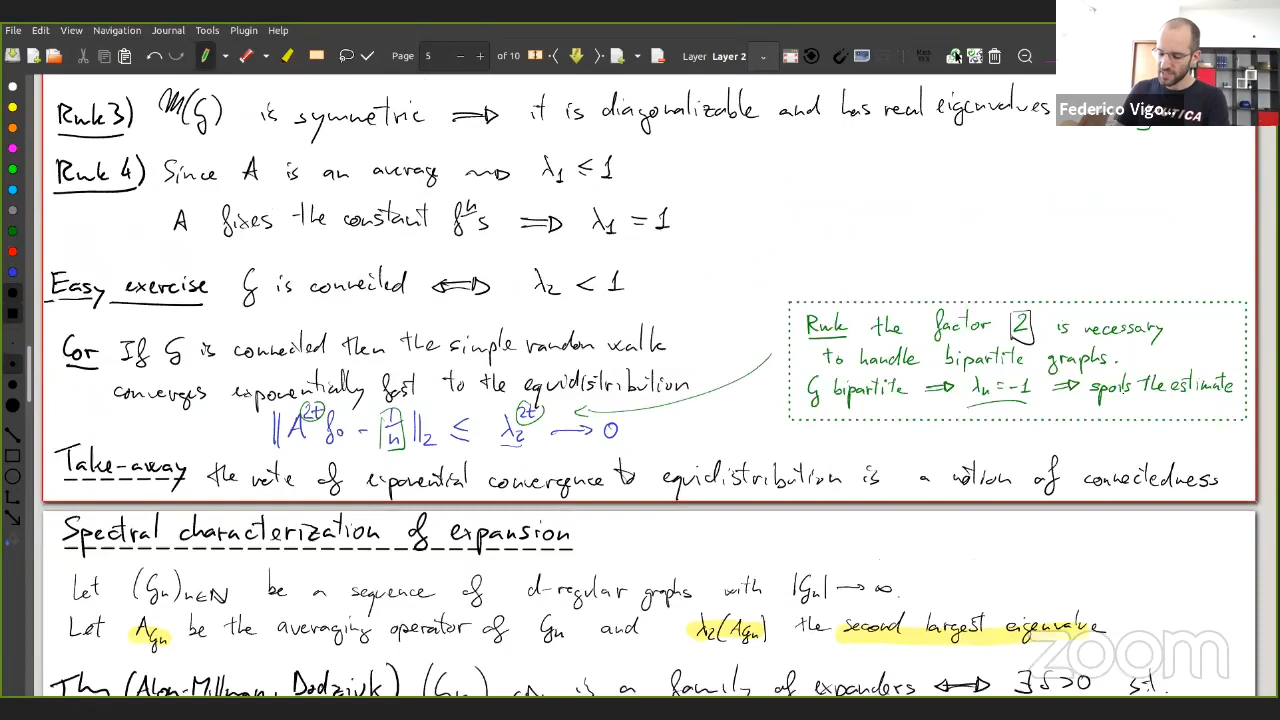 File Edit View Navigation Journal Tools Plugin Help
Page 5 of 10 Layer Layer 2
Federico Vigo...
Rmk 3) M(G) is symmetric ⟹ it is diagonalizable and has real eigenvalues
Rmk 4) Since A is an average ⇝ λ₁ ≤ 1
A fixes the constant fⁿs ⟹ λ₁ = 1
Easy exercise G is connected ⟺ λ₂ < 1
Cor If G is connected then the simple random walk
converges exponentially fast to the equidistribution
‖A^{2t} f₀ - 1/n‖₂ ≤ λ₂^{2t} → 0
Rmk the factor 2 is necessary
to handle bipartite graphs.
G bipartite ⟹ λₙ = -1 ⟹ spoils the estimate
Take-away the rate of exponential convergence to equidistribution is a notion of connectedness
Spectral characterization of expansion
Let (Gₙ)ₙ∈ℕ be a sequence of d-regular graphs with |Gₙ| → ∞.
Let A_{Gₙ} be the averaging operator of Gₙ and λ₂(A_{Gₙ}) the second largest eigenvalue
zoom
Thm (Alon-Millman, Dodziuk) (Gₙ)ₙ∈ℕ is a family of expanders ⟺ ∃δ>0 s.t.